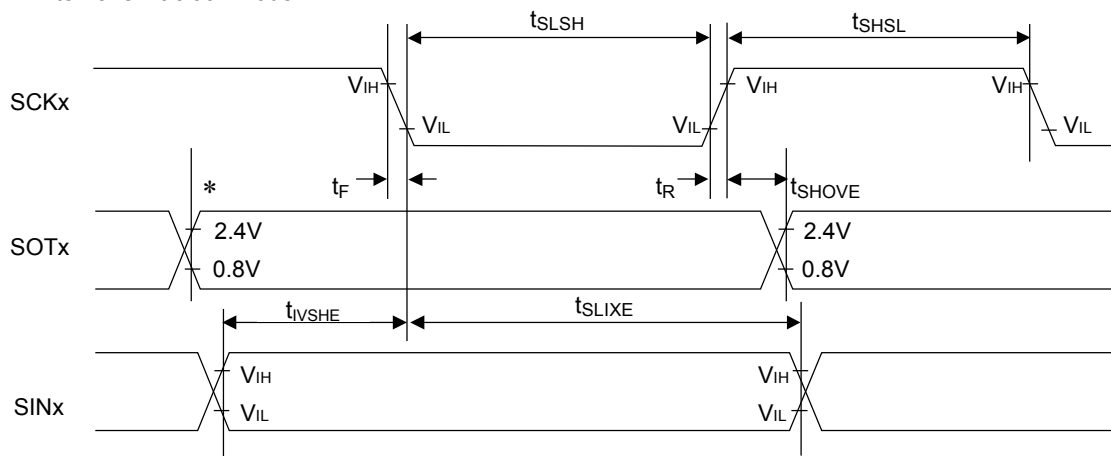 tSLSH
tSHSL
SCKx
VIH
VIL
VIL
VIH
VIH
VIL
tF
tR
tSHOVE
*
SOTx
2.4V
0.8V
2.4V
0.8V
tIVSHE
tSLIXE
SINx
VIH
VIL
VIH
VIL